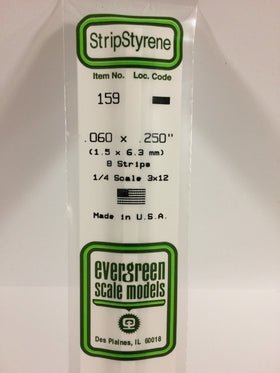 StripStyrene
Item No. Loc. Code
159
.060 x .250"
(1.5 x 6.3 mm)
8 Strips
1/4 Scale 3x12
Made in U.S.A.
evergreen
scale models
Des Plaines, IL 60018